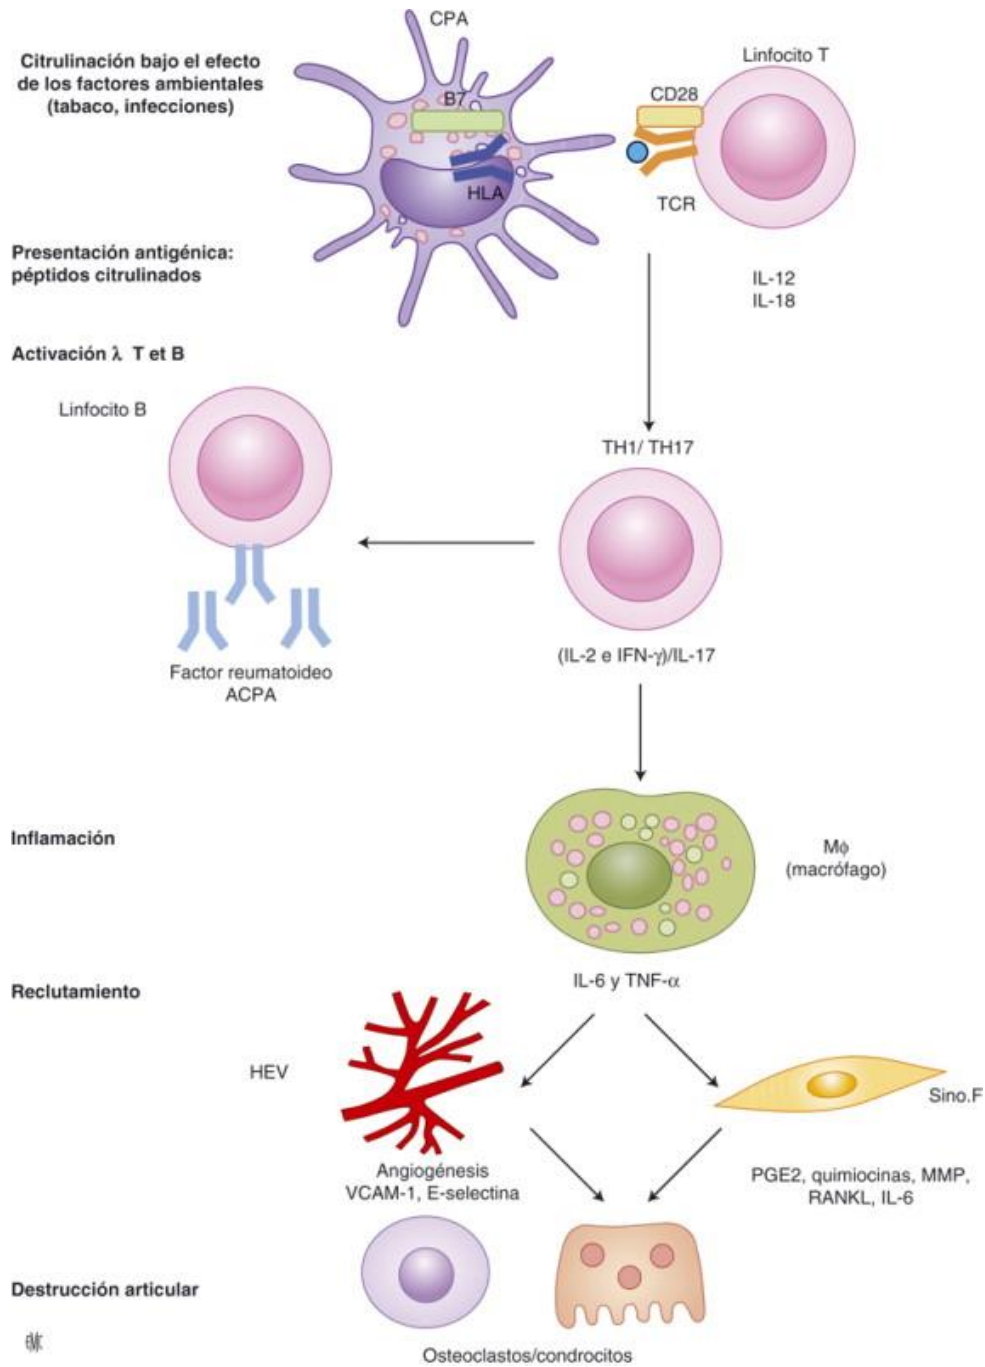 CPA
Citrulinación bajo el efecto
de los factores ambientales
(tabaco, infecciones)
Linfocito T
B7
CD28
HLA
TCR
Presentación antigénica:
péptidos citrulinados
IL-12
IL-18
Activación λ T et B
Linfocito B
TH1/ TH17
(IL-2 e IFN-γ)/IL-17
Factor reumatoideo
ACPA
Inflamación
Mϕ
(macrófago)
IL-6 y TNF-α
Reclutamiento
HEV
Sino.F
Angiogénesis
VCAM-1, E-selectina
PGE2, quimiocinas, MMP,
RANKL, IL-6
Destrucción articular
EMC
Osteoclastos/condrocitos